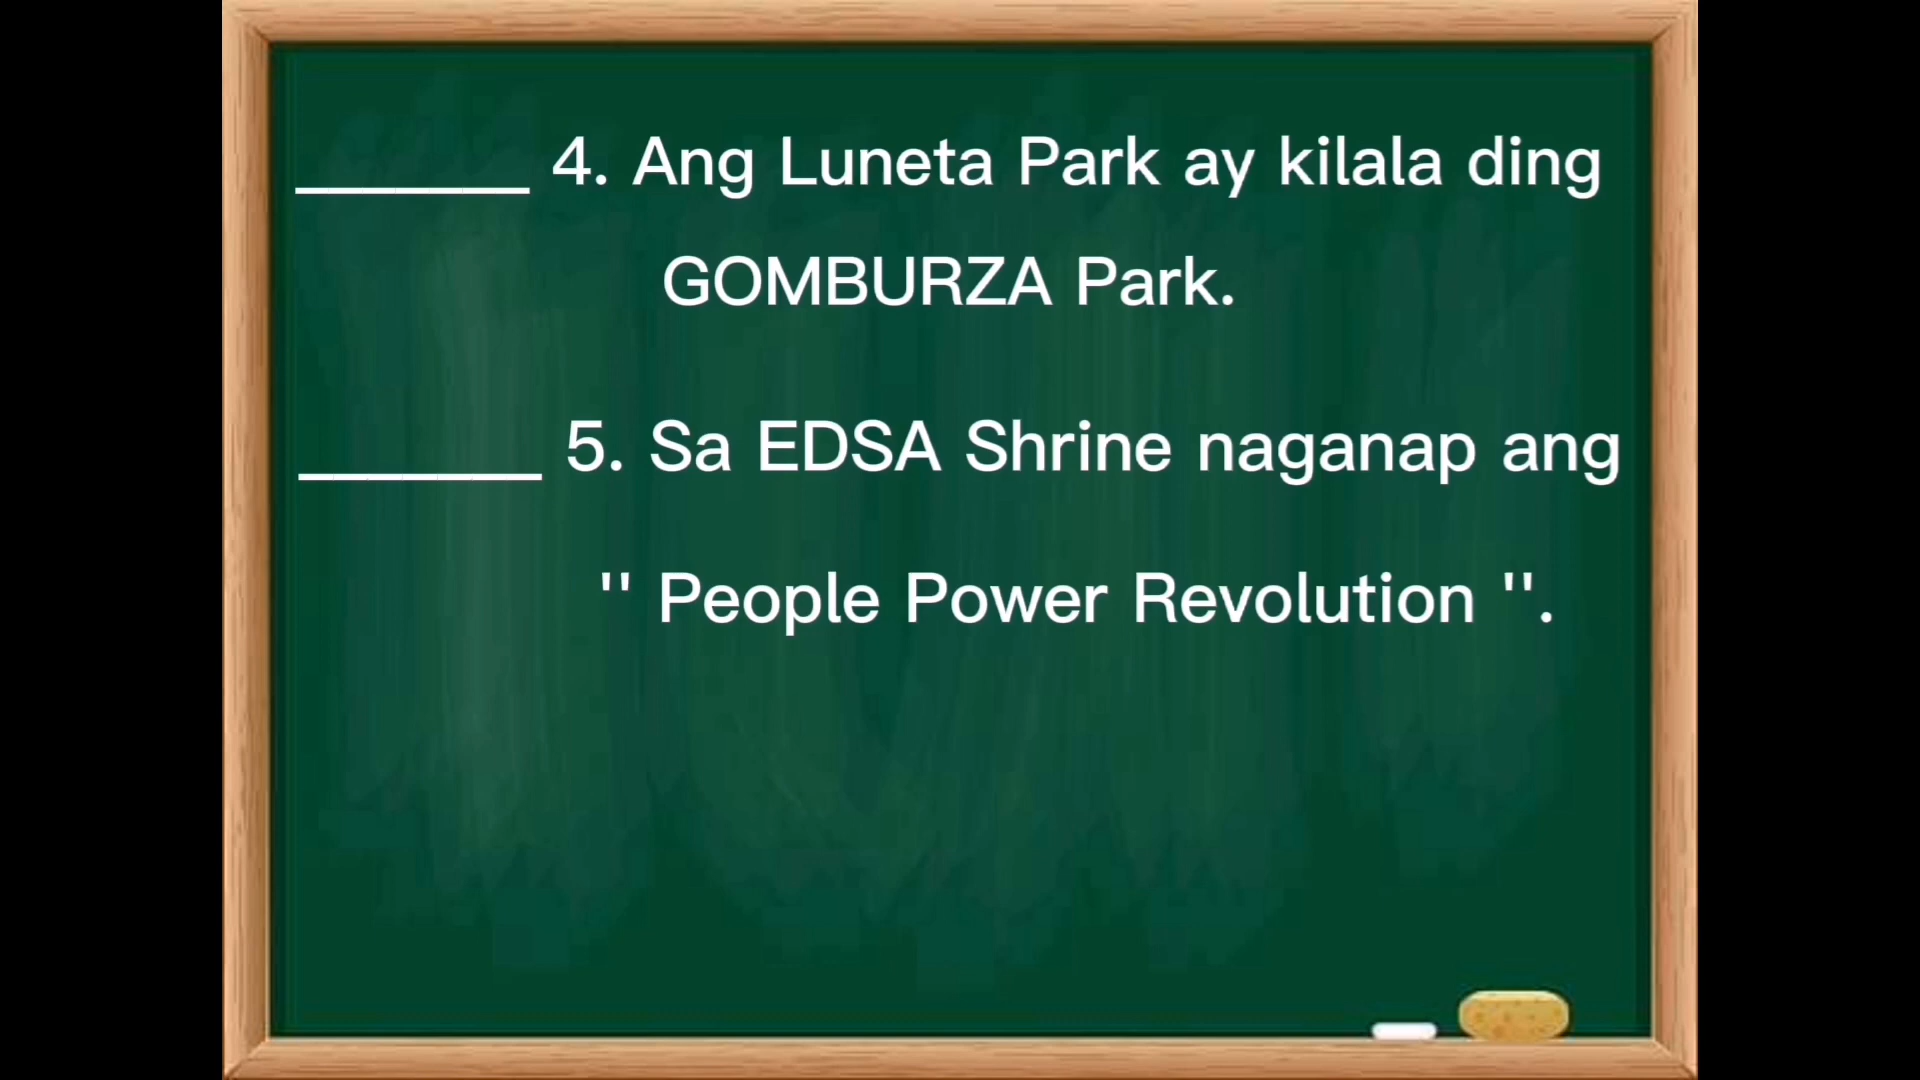 _______ 4. Ang Luneta Park ay kilala ding
GOMBURZA Park.
_______ 5. Sa EDSA Shrine naganap ang
'' People Power Revolution ''.